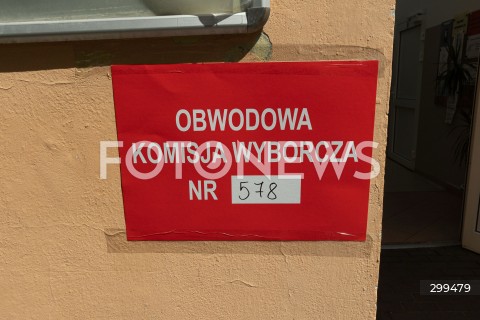 OBWODOWA
KOMISJA WYBORCZA
NR 578
FOTONEWS
299479